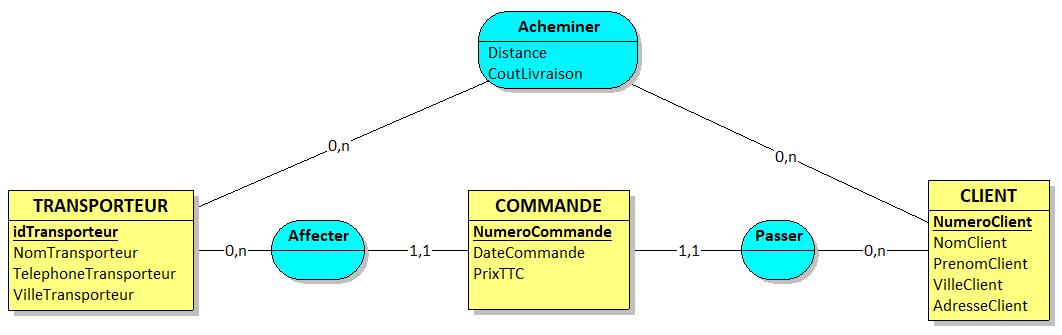 Acheminer
Distance
CoutLivraison
0,n
0,n
TRANSPORTEUR
idTransporteur
NomTransporteur
TelephoneTransporteur
VilleTransporteur
0,n
Affecter
1,1
COMMANDE
NumeroCommande
DateCommande
PrixTTC
1,1
Passer
0,n
CLIENT
NumeroClient
NomClient
PrenomClient
VilleClient
AdresseClient